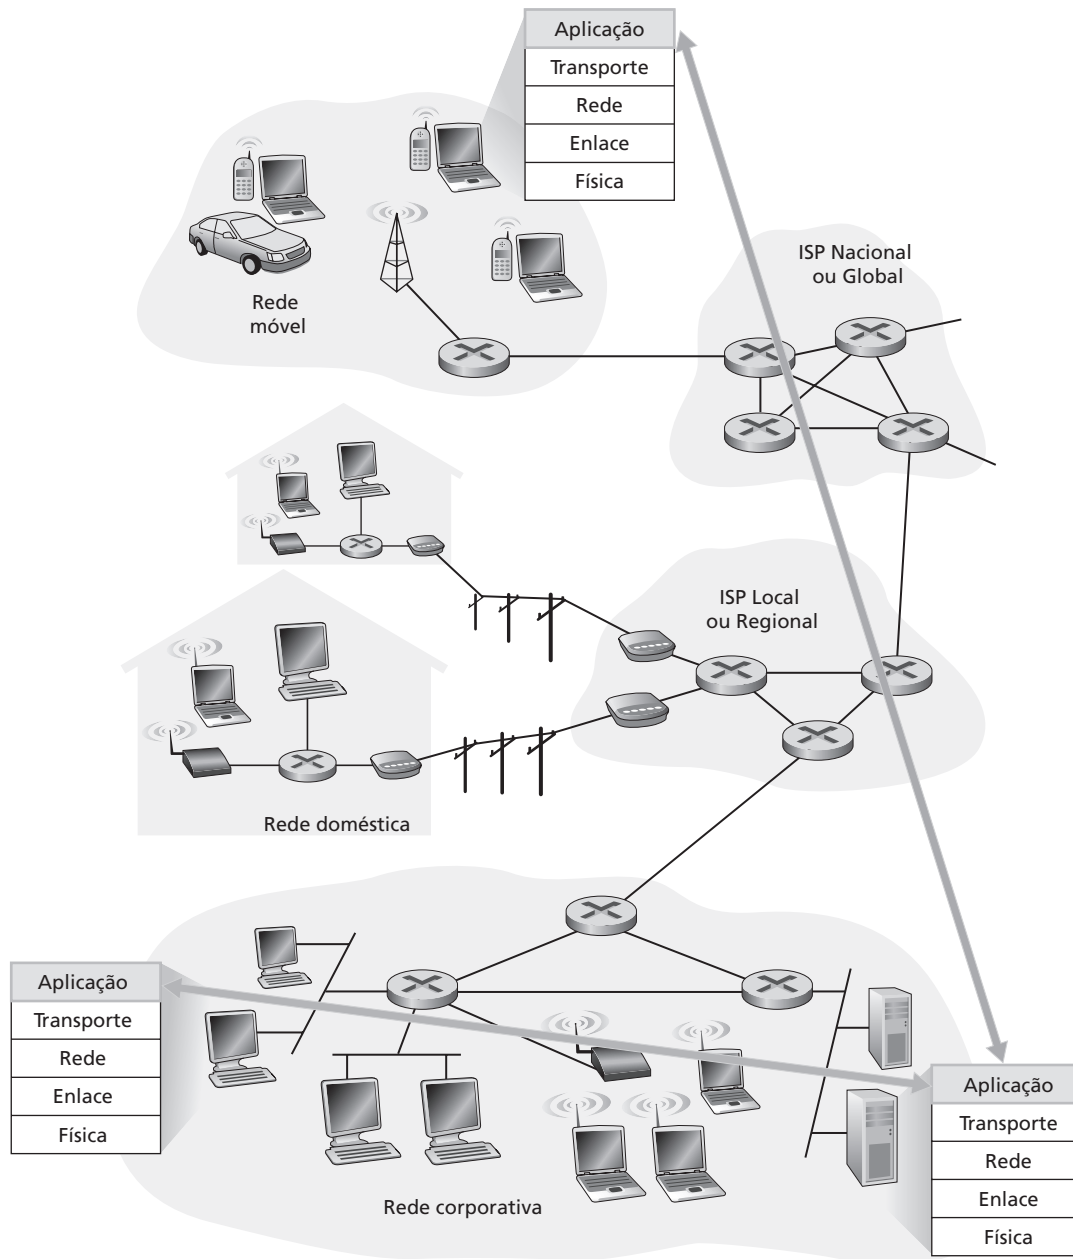 Aplicação
Transporte
Rede
Enlace
Física
ISP Nacional
ou Global
Rede
móvel
ISP Local
ou Regional
Rede doméstica
Aplicação
Transporte
Rede
Enlace
Física
Aplicação
Transporte
Rede
Enlace
Física
Rede corporativa